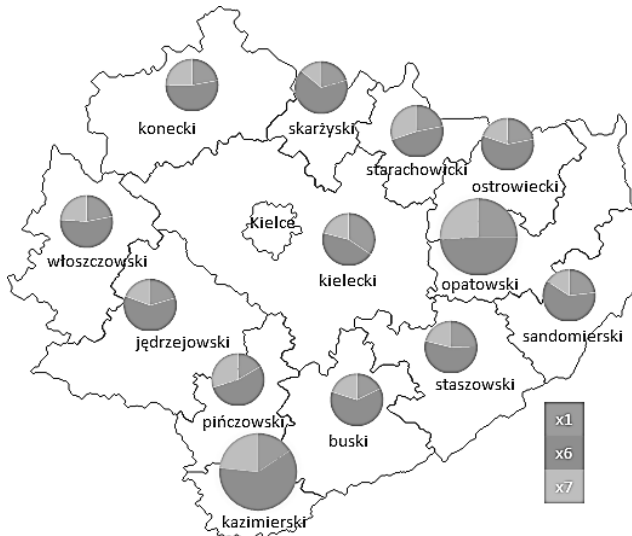 konecki
skarżyski
starachowicki
ostrowiecki
Kielce
włoszczowski
kielecki
opatowski
jędrzejowski
sandomierski
staszowski
pińczowski
buski
kazimierski
x1
x6
x7